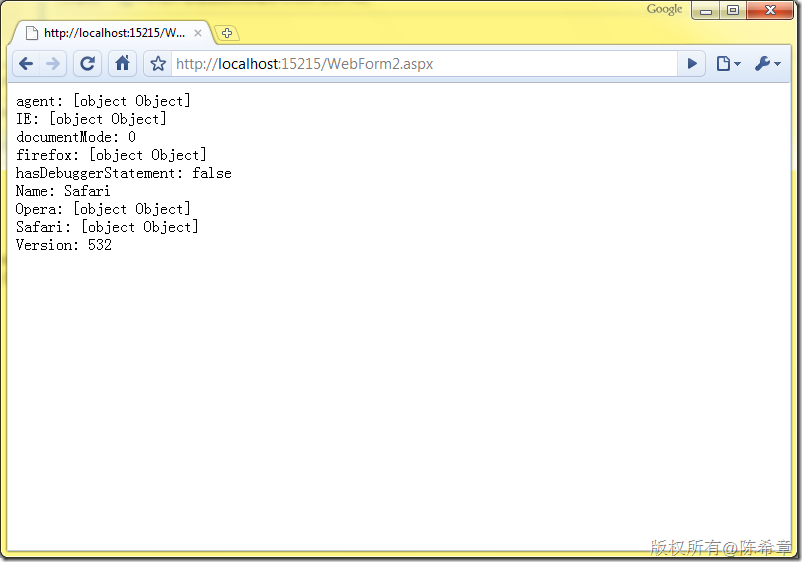 Google
http://localhost:15215/W...
http://localhost:15215/WebForm2.aspx
agent: [object Object]
IE: [object Object]
documentMode: 0
firefox: [object Object]
hasDebuggerStatement: false
Name: Safari
Opera: [object Object]
Safari: [object Object]
Version: 532
版权所有@陈希章